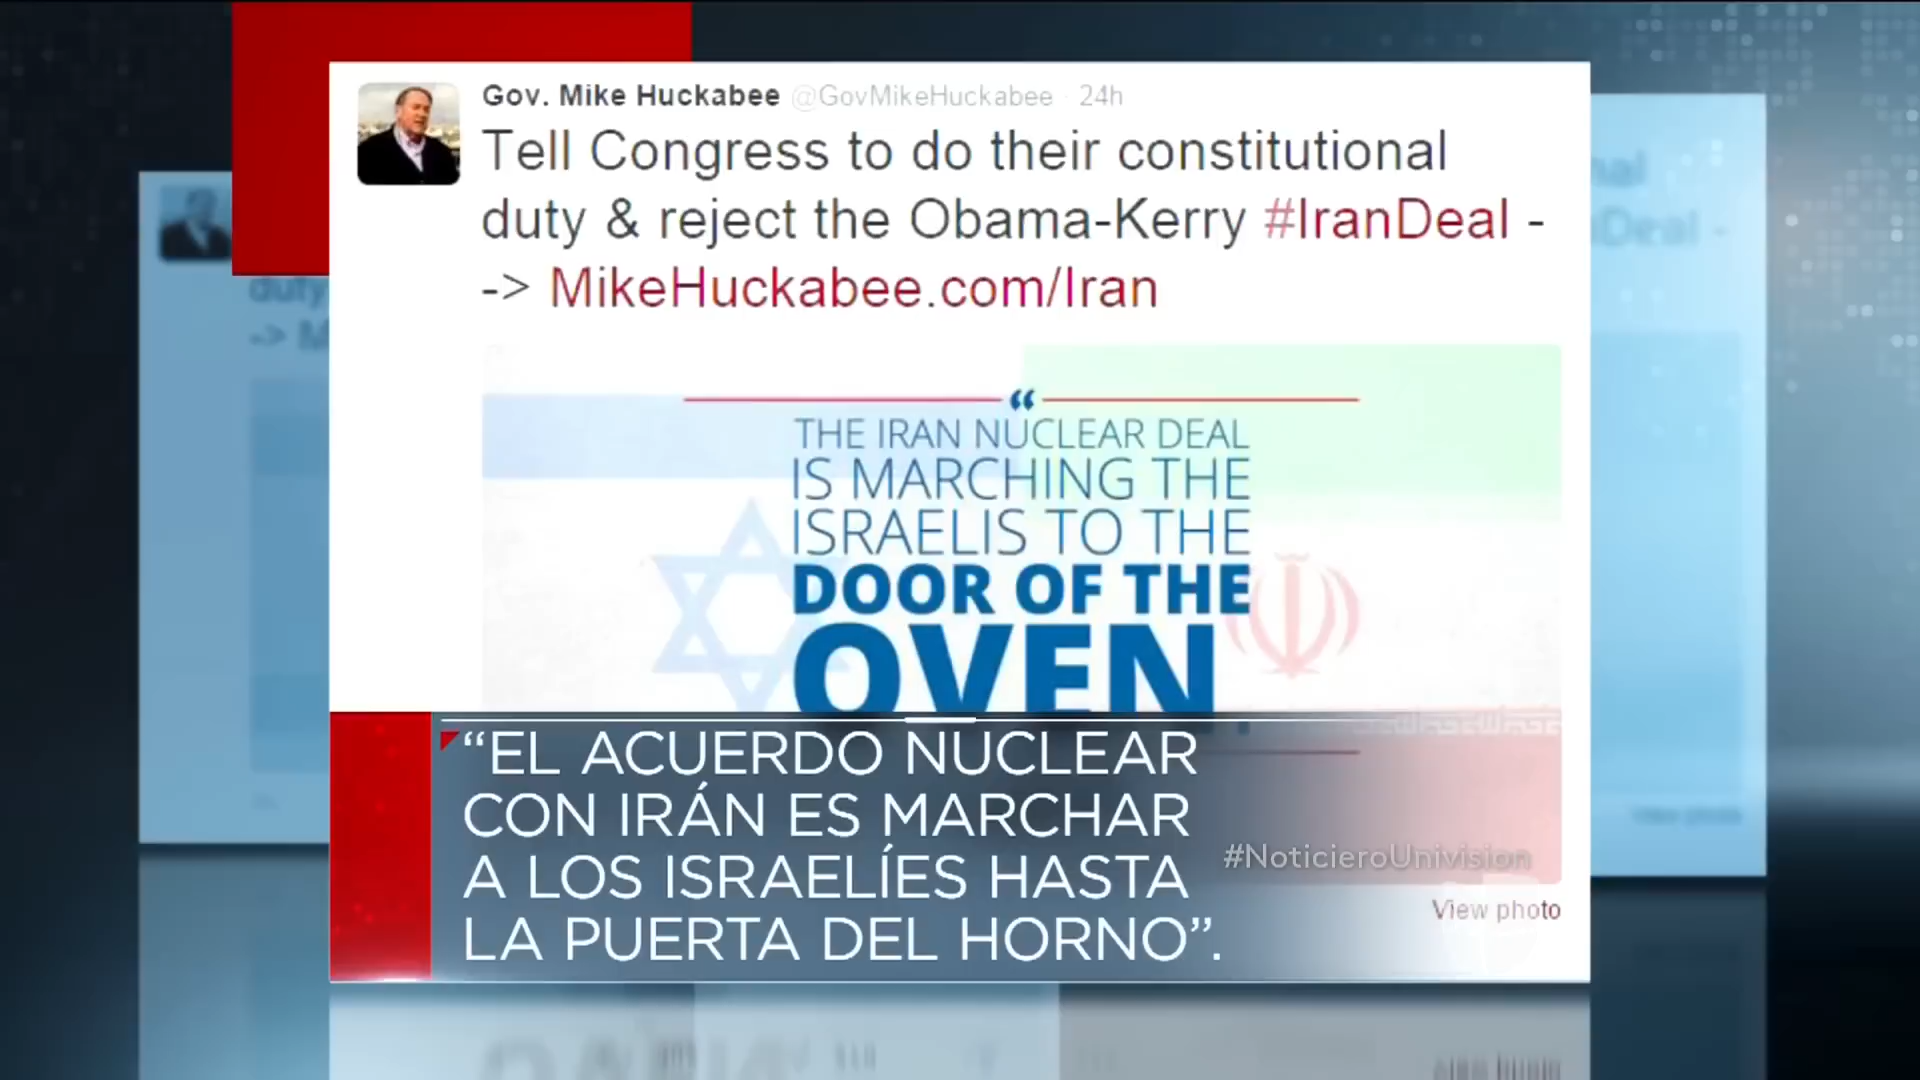 Gov. Mike Huckabee @GovMikeHuckabee · 24h
Tell Congress to do their constitutional
duty & reject the Obama-Kerry #IranDeal -
-> MikeHuckabee.com/Iran
“
THE IRAN NUCLEAR DEAL
IS MARCHING THE
ISRAELIS TO THE
DOOR OF THE
OVEN
“EL ACUERDO NUCLEAR
CON IRÁN ES MARCHAR
A LOS ISRAELÍES HASTA
LA PUERTA DEL HORNO”.
#NoticieroUnivision
View photo